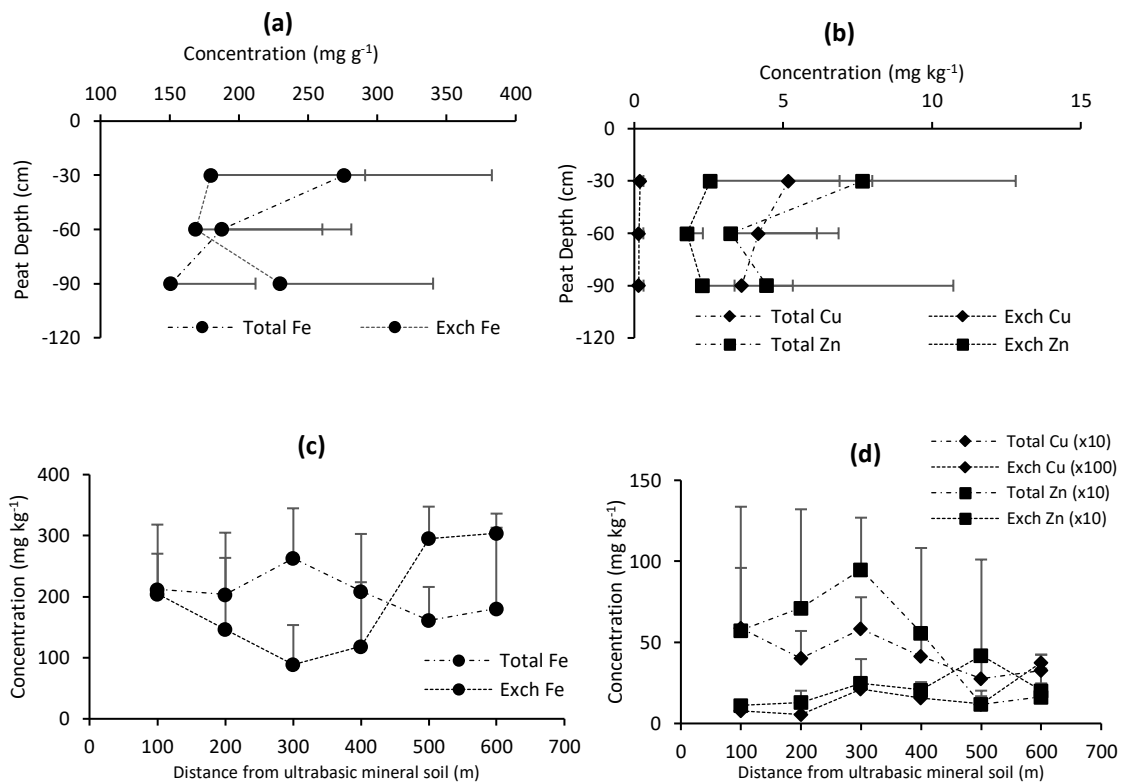 (a)
Concentration (mg g⁻¹)
100 150 200 250 300 350 400
0
-30
-60
-90
-120
Peat Depth (cm)
Total Fe Exch Fe
(b)
Concentration (mg kg⁻¹)
0 5 10 15
0
-30
-60
-90
-120
Peat Depth (cm)
Total Cu Exch Cu
Total Zn Exch Zn
(c)
400
300
200
100
0
Concentration (mg kg⁻¹)
Total Fe
Exch Fe
0 100 200 300 400 500 600 700
Distance from ultrabasic mineral soil (m)
(d)
Total Cu (x10)
Exch Cu (x100)
Total Zn (x10)
Exch Zn (x10)
150
100
50
0
Concentration (mg kg⁻¹)
0 100 200 300 400 500 600 700
Distance from ultrabasic mineral soil (m)